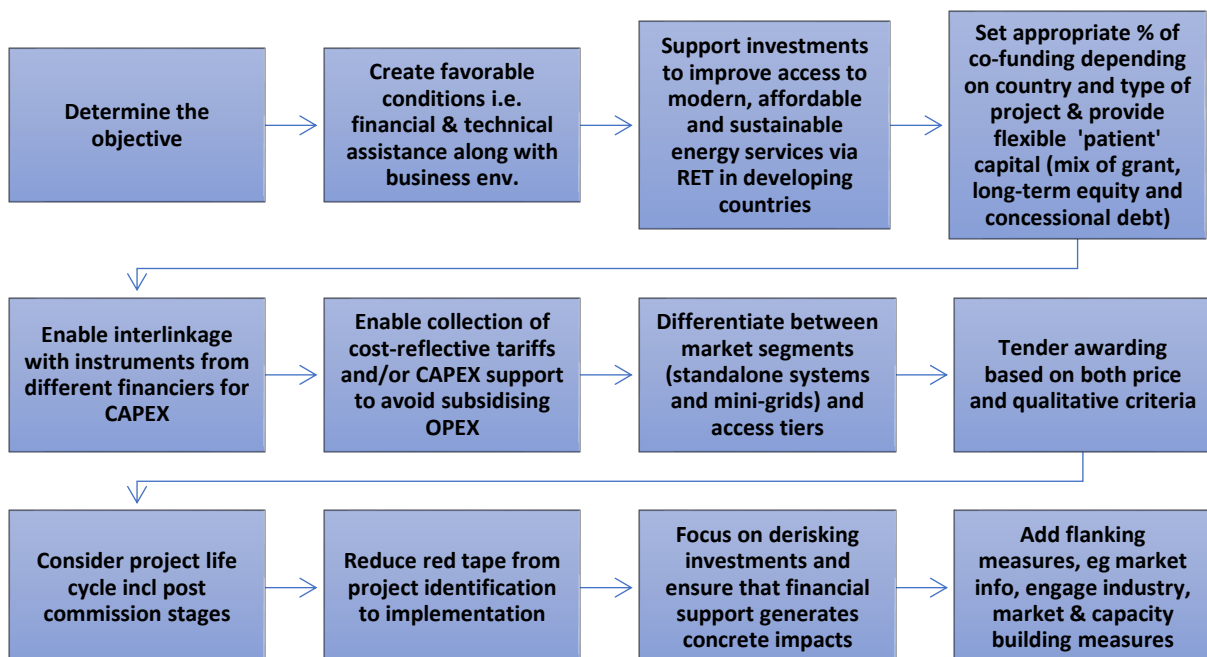 Determine the
objective
Create favorable
conditions i.e.
financial & technical
assistance along with
business env.
Support investments
to improve access to
modern, affordable
and sustainable
energy services via
RET in developing
countries
Set appropriate % of
co-funding depending
on country and type of
project & provide
flexible 'patient'
capital (mix of grant,
long-term equity and
concessional debt)
Enable interlinkage
with instruments from
different financiers for
CAPEX
Enable collection of
cost-reflective tariffs
and/or CAPEX support
to avoid subsidising
OPEX
Differentiate between
market segments
(standalone systems
and mini-grids) and
access tiers
Tender awarding
based on both price
and qualitative criteria
Consider project life
cycle incl post
commission stages
Reduce red tape from
project identification
to implementation
Focus on derisking
investments and
ensure that financial
support generates
concrete impacts
Add flanking
measures, eg market
info, engage industry,
market & capacity
building measures